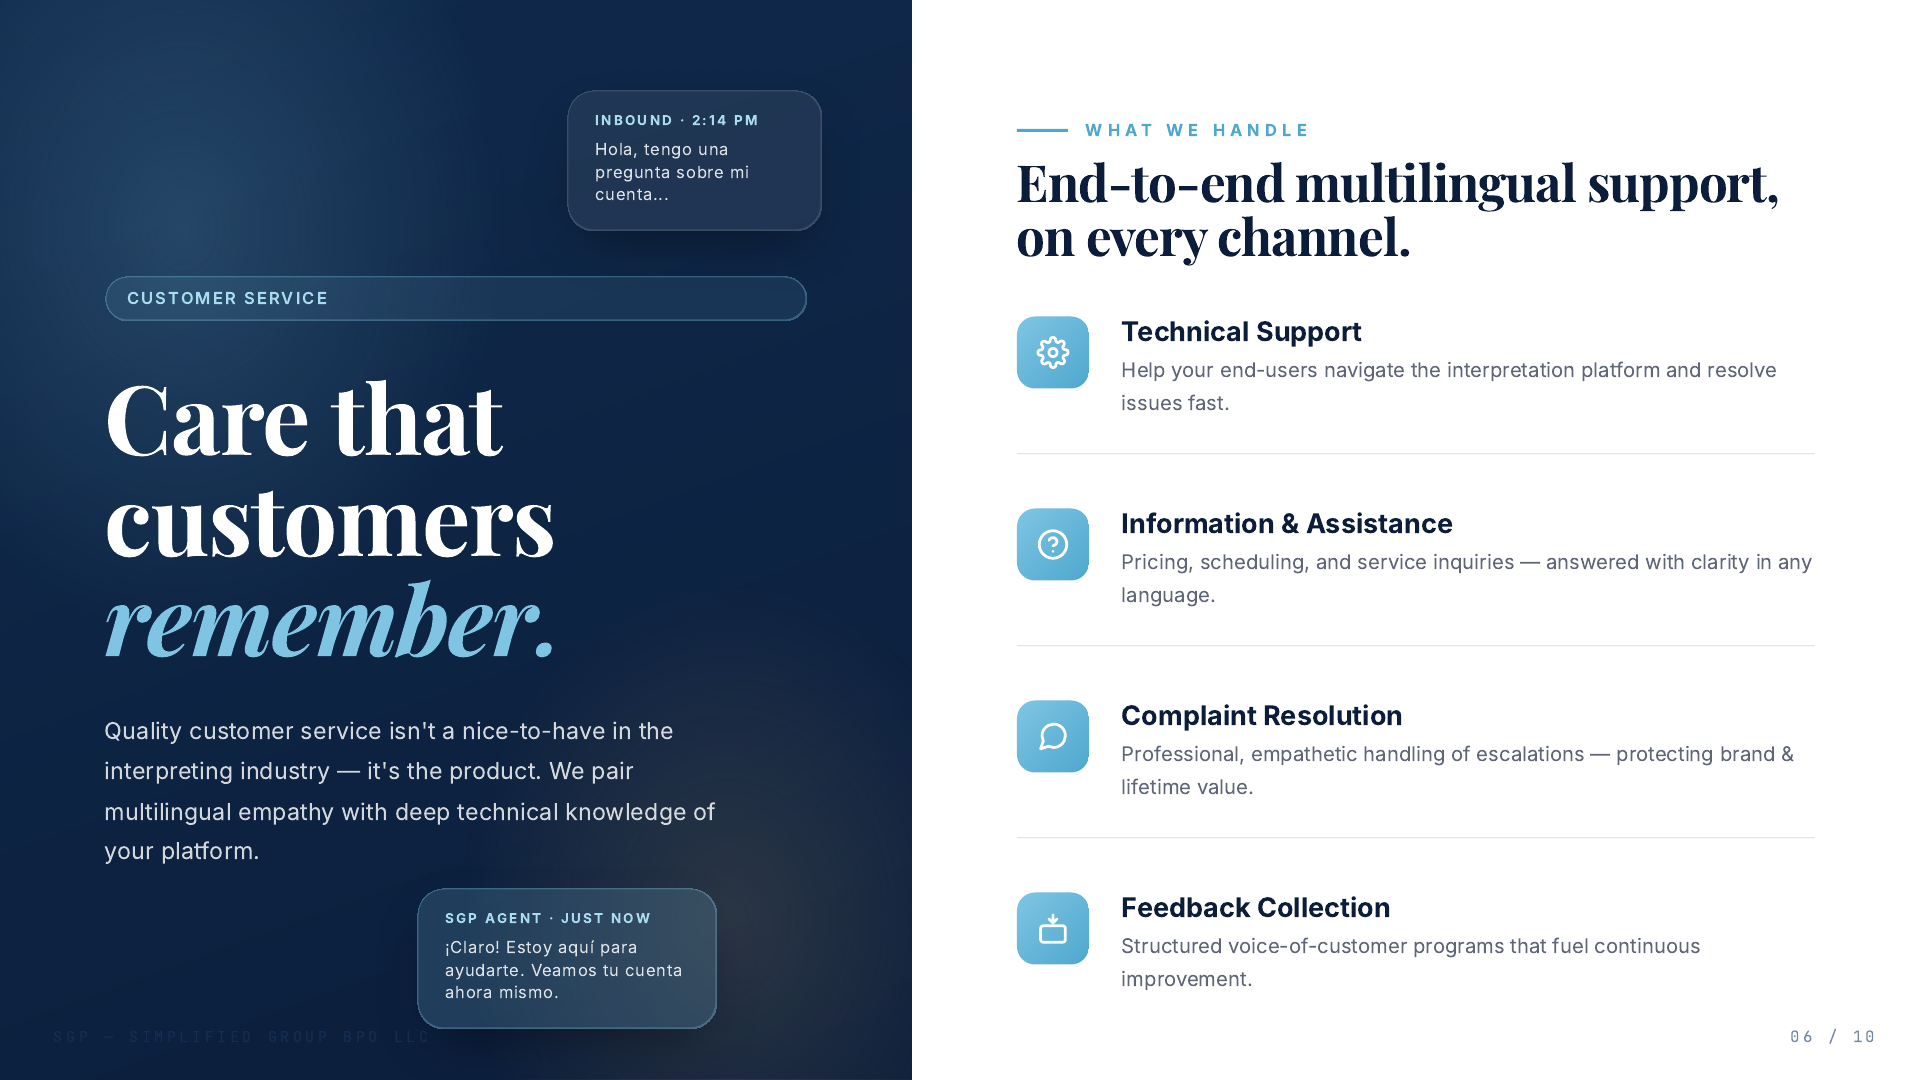 INBOUND · 2:14 PM
Hola, tengo una
pregunta sobre mi
cuenta...
CUSTOMER SERVICE
Care that
customers
remember.
Quality customer service isn't a nice-to-have in the
interpreting industry — it's the product. We pair
multilingual empathy with deep technical knowledge of
your platform.
SGP AGENT · JUST NOW
¡Claro! Estoy aquí para
ayudarte. Veamos tu cuenta
ahora mismo.
SGP — SIMPLIFIED GROUP BPO LLC
WHAT WE HANDLE
End-to-end multilingual support,
on every channel.
Technical Support
Help your end-users navigate the interpretation platform and resolve
issues fast.
Information & Assistance
Pricing, scheduling, and service inquiries — answered with clarity in any
language.
Complaint Resolution
Professional, empathetic handling of escalations — protecting brand &
lifetime value.
Feedback Collection
Structured voice-of-customer programs that fuel continuous
improvement.
06 / 10